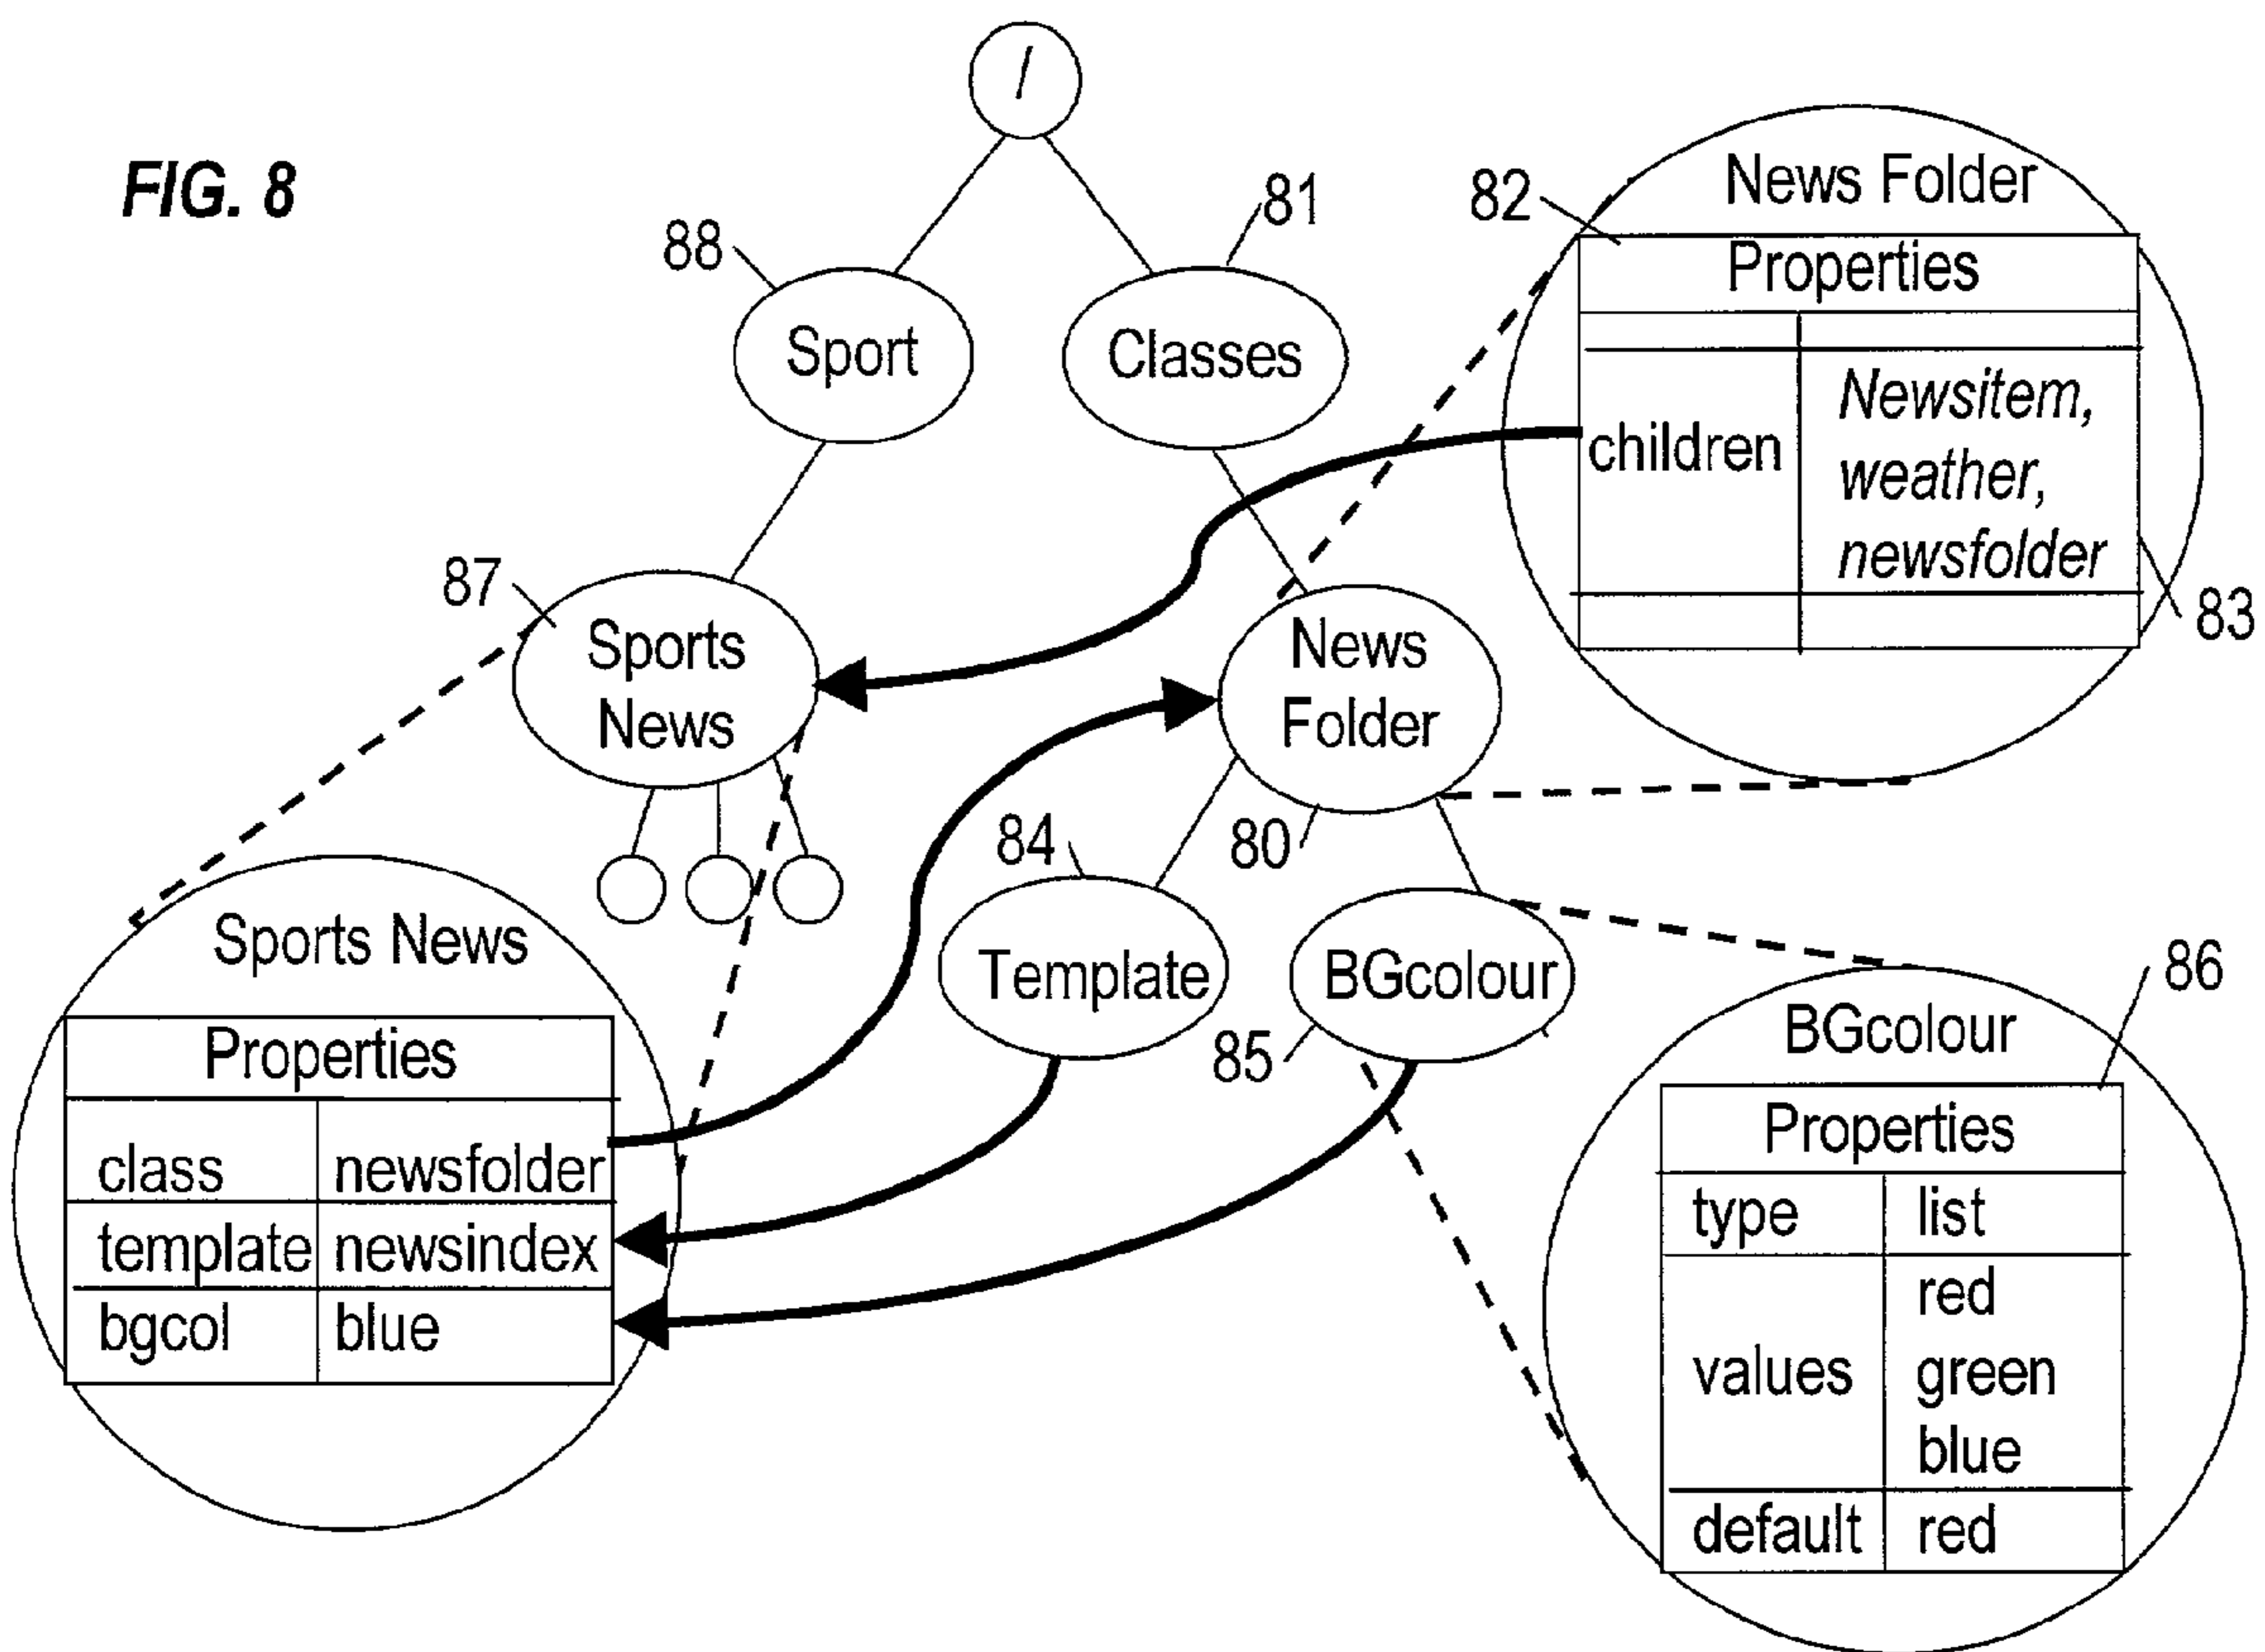 /
FIG. 8
88
81
82
News Folder
Properties
Sport
Classes
children
Newsitem,
weather,
newsfolder
83
87
Sports
News
News
Folder
80
84
Template
BGcolour
85
86
Sports News
Properties
class newsfolder
template newsindex
bgcol blue
BGcolour
Properties
type list
values red
green
blue
default red